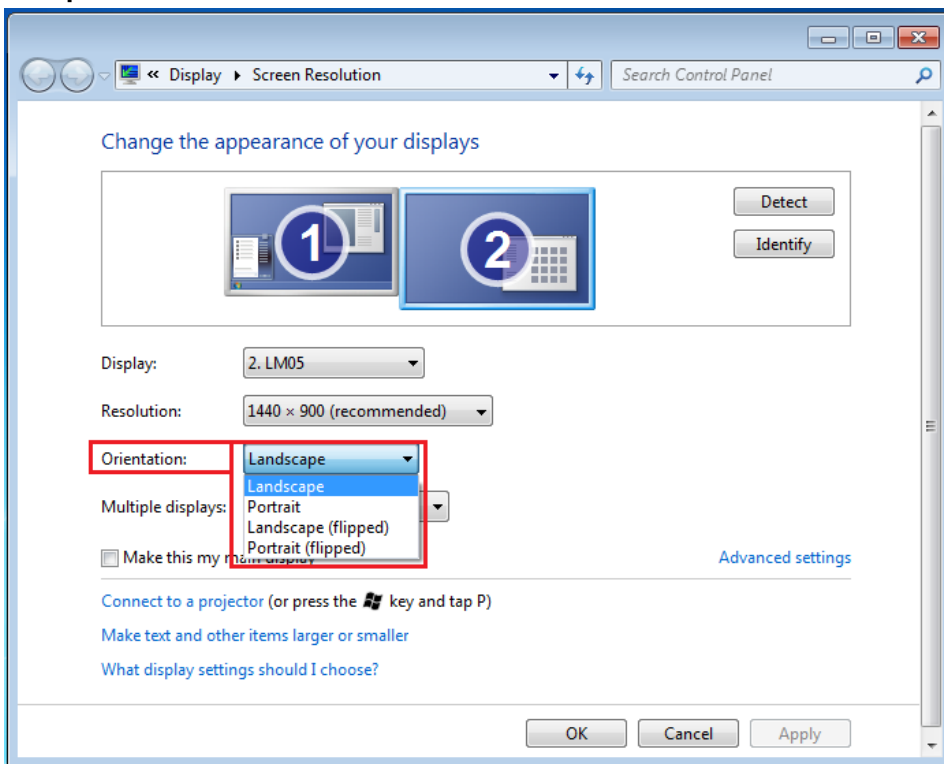 « Display ▸ Screen Resolution
Search Control Panel
Change the appearance of your displays
1
2
Detect
Identify
Display:
2. LM05
Resolution:
1440 × 900 (recommended)
Orientation:
Landscape
Landscape
Multiple displays:
Portrait
Landscape (flipped)
Portrait (flipped)
Make this my main display
Advanced settings
Connect to a projector (or press the key and tap P)
Make text and other items larger or smaller
What display settings should I choose?
OK
Cancel
Apply